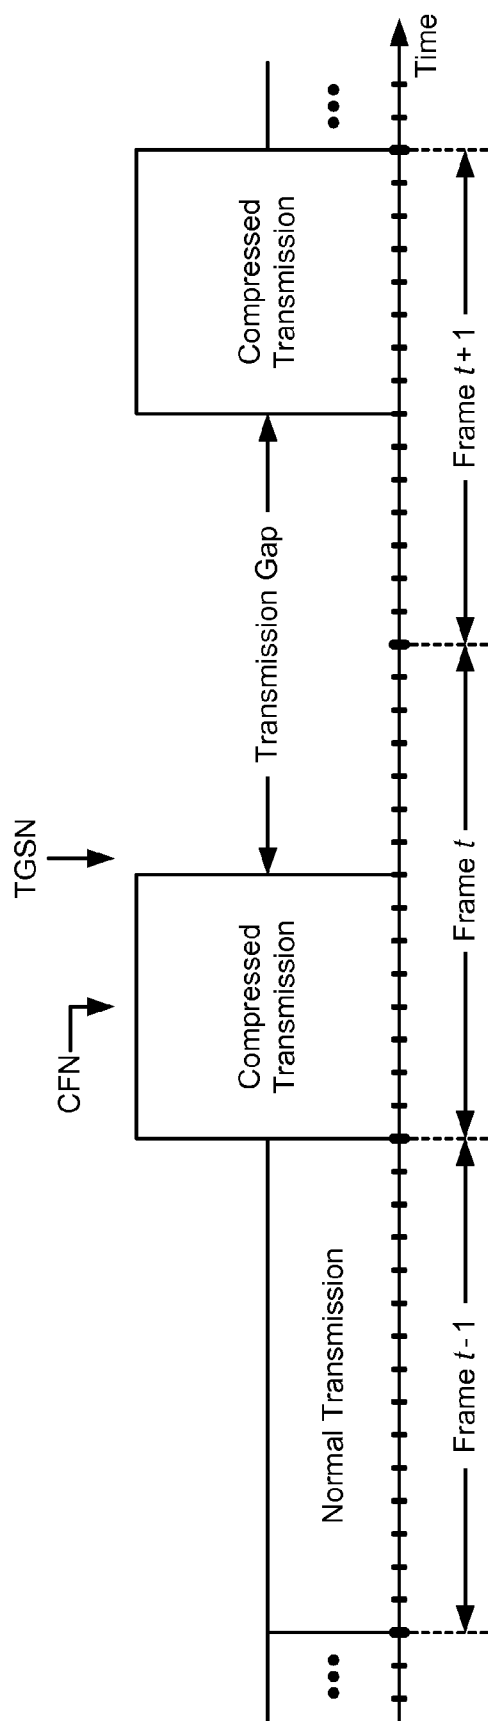 CFN
TGSN
Normal Transmission
Compressed
Transmission
Transmission Gap
Compressed
Transmission
Time
Frame t-1
Frame t
Frame t+1